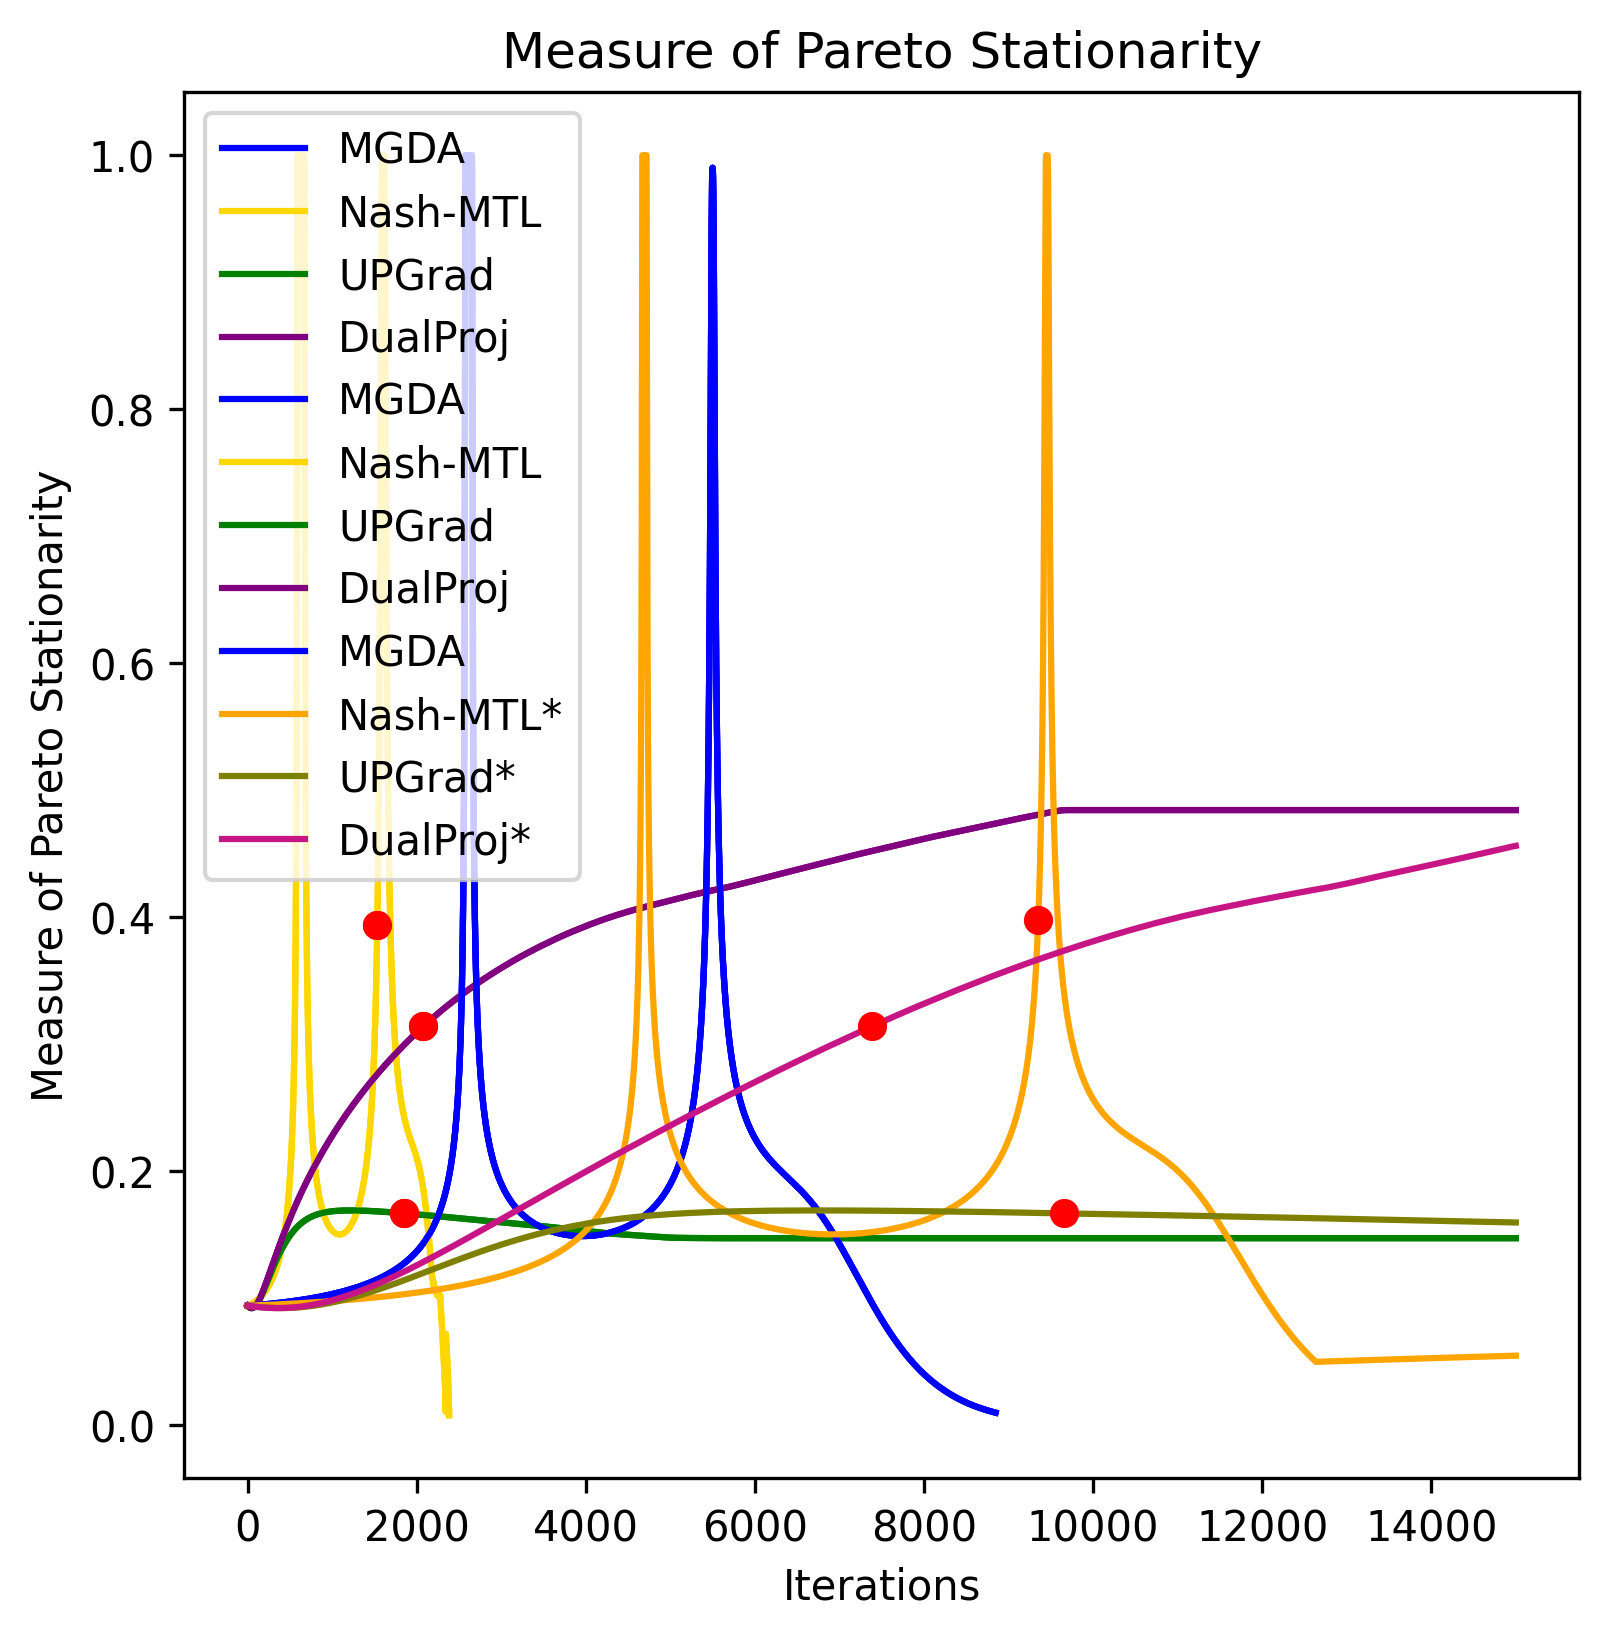 Measure of Pareto Stationarity
Measure of Pareto Stationarity
1.0
0.8
0.6
0.4
0.2
0.0
MGDA
Nash-MTL
UPGrad
DualProj
MGDA
Nash-MTL
UPGrad
DualProj
MGDA
Nash-MTL*
UPGrad*
DualProj*
0 2000 4000 6000 8000 10000 12000 14000
Iterations